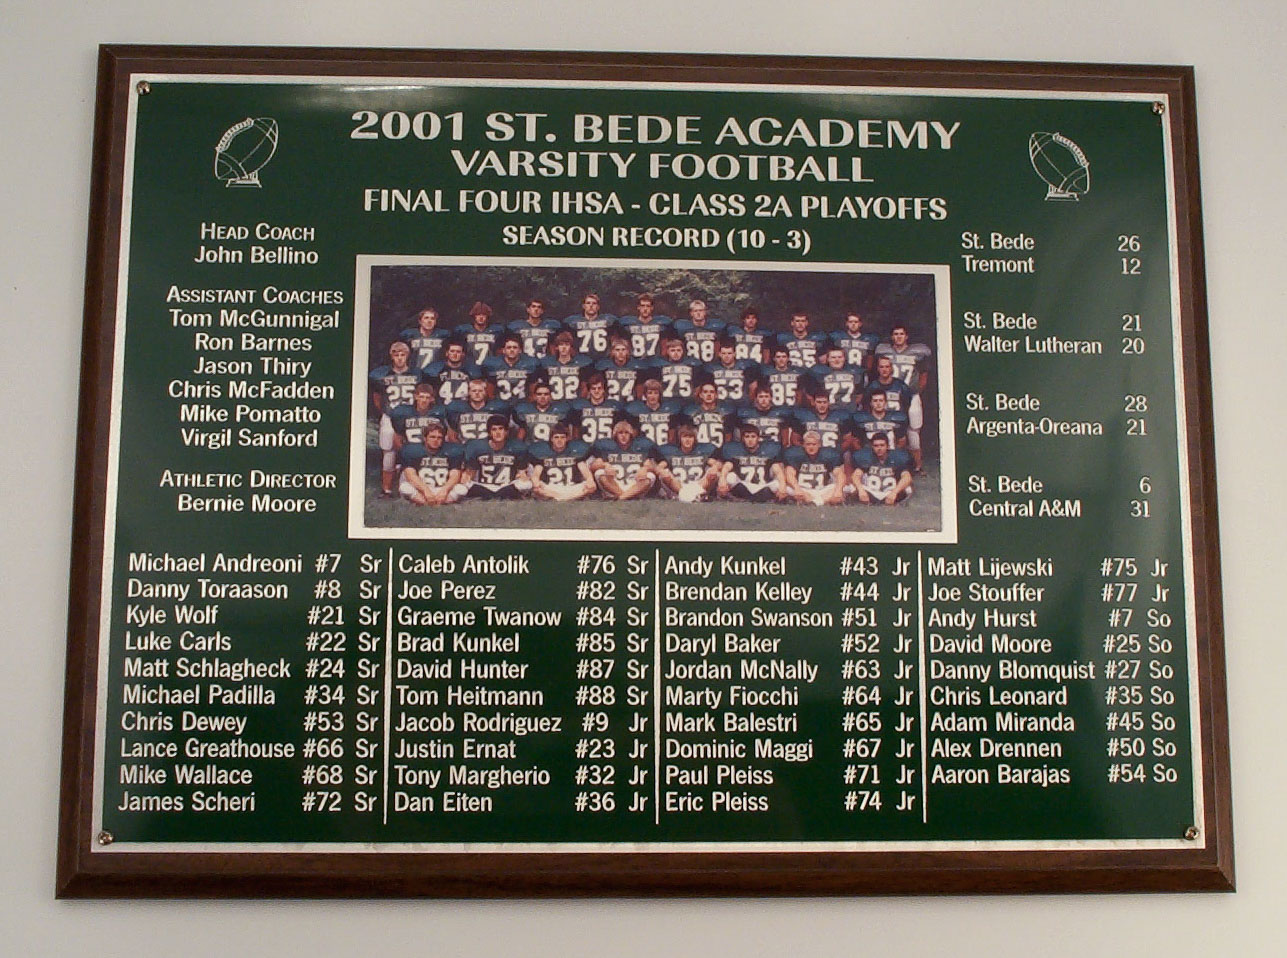 2001 ST. BEDE ACADEMY
VARSITY FOOTBALL
FINAL FOUR IHSA - CLASS 2A PLAYOFFS
SEASON RECORD (10 - 3)
HEAD COACH
John Bellino
ASSISTANT COACHES
Tom McGunnigal
Ron Barnes
Jason Thiry
Chris McFadden
Mike Pomatto
Virgil Sanford
ATHLETIC DIRECTOR
Bernie Moore
St. Bede 26
Tremont 12
St. Bede 21
Walter Lutheran 20
St. Bede 28
Argenta-Oreana 21
St. Bede 6
Central A&M 31
Michael Andreoni #7 Sr
Danny Toraason #8 Sr
Kyle Wolf #21 Sr
Luke Carls #22 Sr
Matt Schlagheck #24 Sr
Michael Padilla #34 Sr
Chris Dewey #53 Sr
Lance Greathouse #66 Sr
Mike Wallace #68 Sr
James Scheri #72 Sr
Caleb Antolik #76 Sr
Joe Perez #82 Sr
Graeme Twanow #84 Sr
Brad Kunkel #85 Sr
David Hunter #87 Sr
Tom Heitmann #88 Sr
Jacob Rodriguez #9 Jr
Justin Ernat #23 Jr
Tony Margherio #32 Jr
Dan Eiten #36 Jr
Andy Kunkel #43 Jr
Brendan Kelley #44 Jr
Brandon Swanson #51 Jr
Daryl Baker #52 Jr
Jordan McNally #63 Jr
Marty Fiocchi #64 Jr
Mark Balestri #65 Jr
Dominic Maggi #67 Jr
Paul Pleiss #71 Jr
Eric Pleiss #74 Jr
Matt Lijewski #75 Jr
Joe Stouffer #77 Jr
Andy Hurst #7 So
David Moore #25 So
Danny Blomquist #27 So
Chris Leonard #35 So
Adam Miranda #45 So
Alex Drennen #50 So
Aaron Barajas #54 So